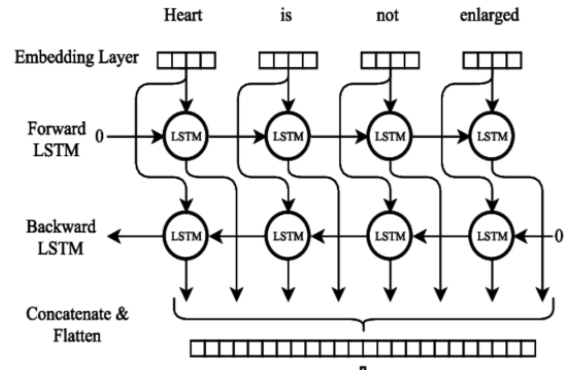 Heart is not enlarged
Embedding Layer
Forward
LSTM
0 LSTM LSTM LSTM LSTM
Backward
LSTM
LSTM LSTM LSTM LSTM 0
Concatenate &
Flatten